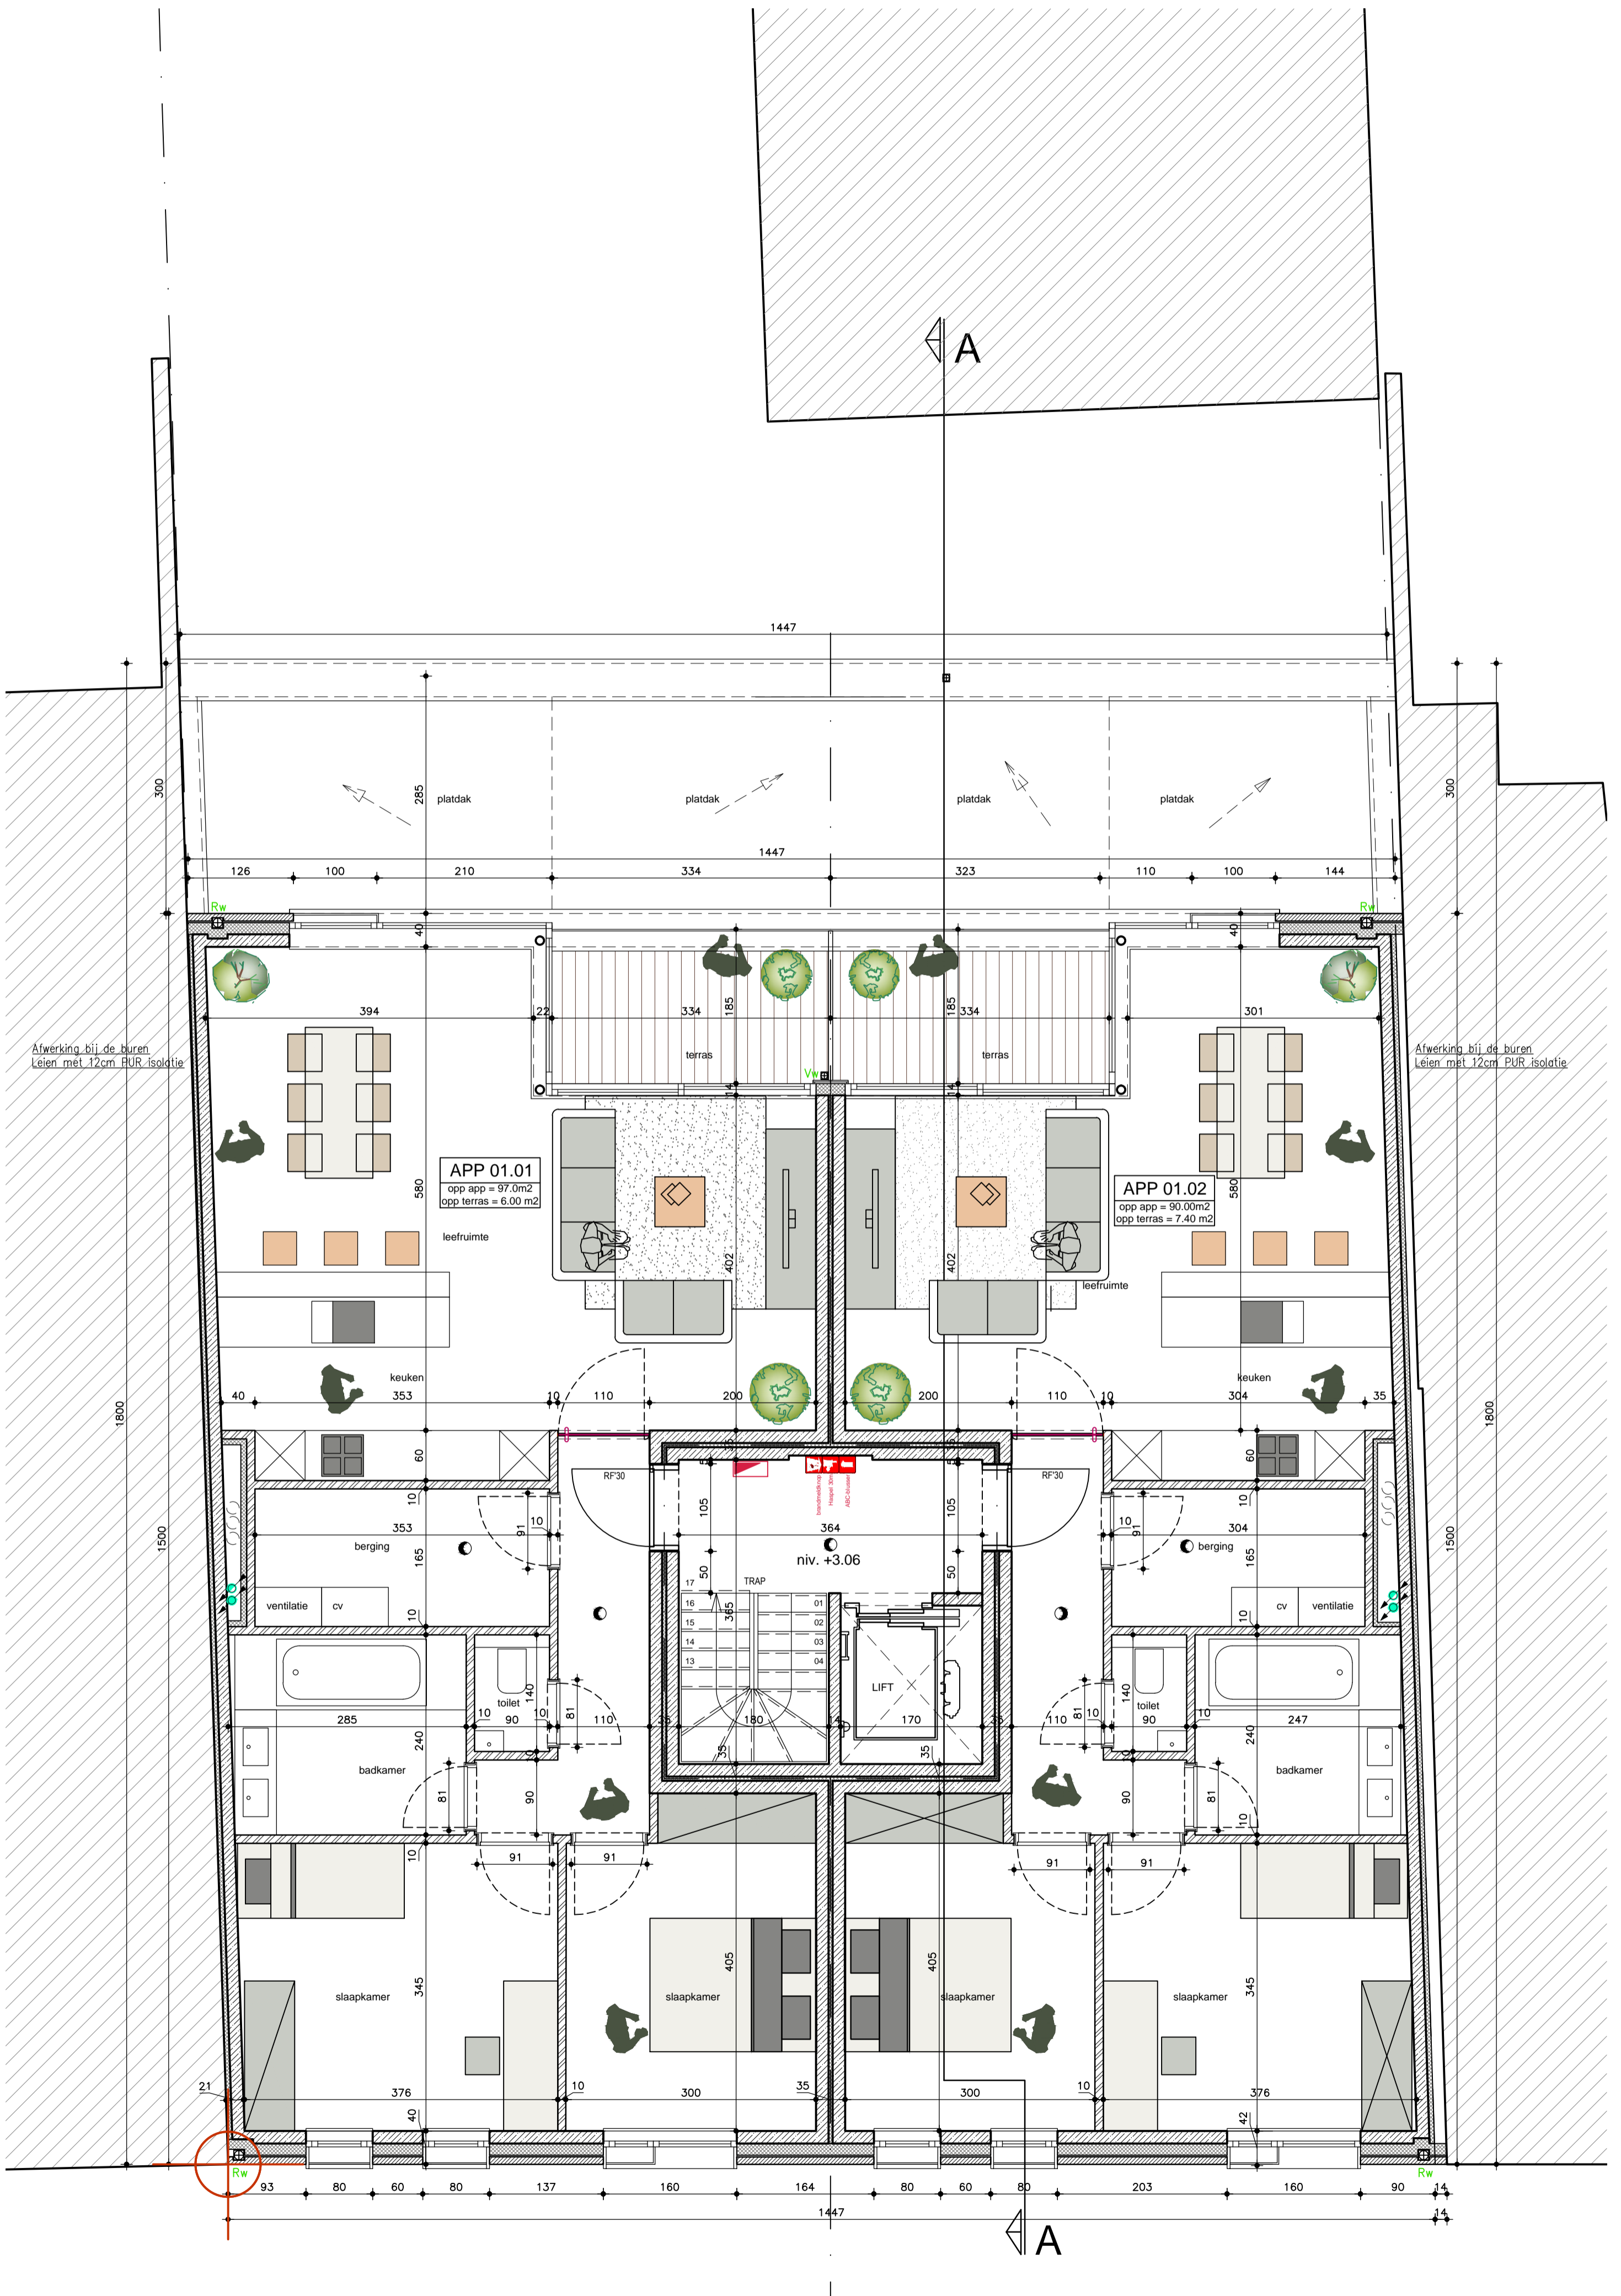 A
1447
300
285
platdak
platdak
platdak
platdak
300
1447
126
100
210
334
323
110
100
144
Rw
Rw
40
40
185
185
394
22
334
334
301
Afwerking bij de buren
Leien met 12cm PUR isolatie
Afwerking bij de buren
Leien met 12cm PUR isolatie
terras
terras
Vw
14
14
APP 01.01
opp app = 97.0m2
opp terras = 6.00 m2
APP 01.02
opp app = 90.00m2
opp terras = 7.40 m2
580
580
leefruimte
402
402
leefruimte
keuken
keuken
40
353
10
110
200
200
110
10
304
35
1800
1800
35
60
60
RF'30
RF'30
brandmeldknop
Haspel 30m
ABC-blusser
10
10
105
105
353
10
91
364
10
91
304
berging
165
niv. +3.06
berging
165
1500
1500
50
50
17
TRAP
16
01
15
02
14
03
13
04
365
ventilatie
cv
cv
ventilatie
10
10
LIFT
toilet
140
toilet
140
285
10
90
10
81
110
35
180
14
170
35
110
81
10
90
10
247
240
240
10
10
35
35
badkamer
badkamer
81
90
90
81
10
10
91
91
91
91
405
405
345
345
slaapkamer
slaapkamer
slaapkamer
slaapkamer
21
376
10
300
35
300
10
376
40
42
Rw
Rw
93
80
60
80
137
160
164
80
60
80
203
160
90
14
1447
14
A